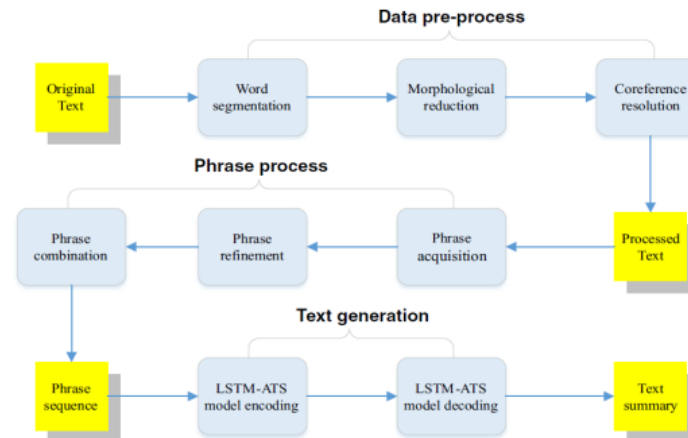 Data pre-process
Original
Text
Word
segmentation
Morphological
reduction
Coreference
resolution
Phrase process
Phrase
combination
Phrase
refinement
Phrase
acquisition
Processed
Text
Text generation
Phrase
sequence
LSTM-ATS
model encoding
LSTM-ATS
model decoding
Text
summary